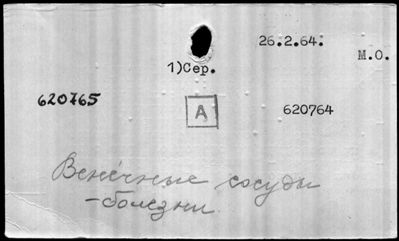 26.2.64.
М.О.
1)Сер.
620765
А
620764
Венечные сосуды
-болезни.